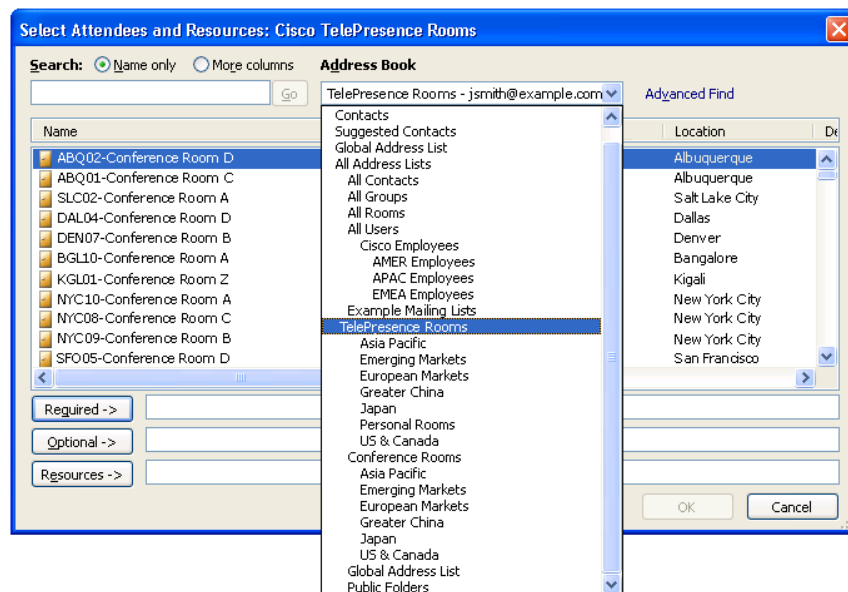 Select Attendees and Resources: Cisco TelePresence Rooms
Search: Name only More columns Address Book
Go TelePresence Rooms - jsmith@example.com Advanced Find
Name Location De
ABQ02-Conference Room D Albuquerque
ABQ01-Conference Room C Albuquerque
SLC02-Conference Room A Salt Lake City
DAL04-Conference Room D Dallas
DEN07-Conference Room B Denver
BGL10-Conference Room A Bangalore
KGL01-Conference Room Z Kigali
NYC10-Conference Room A New York City
NYC08-Conference Room C New York City
NYC09-Conference Room B New York City
SFO05-Conference Room D San Francisco
Contacts
Suggested Contacts
Global Address List
All Address Lists
All Contacts
All Groups
All Rooms
All Users
Cisco Employees
AMER Employees
APAC Employees
EMEA Employees
Example Mailing Lists
TelePresence Rooms
Asia Pacific
Emerging Markets
European Markets
Greater China
Japan
Personal Rooms
US & Canada
Conference Rooms
Asia Pacific
Emerging Markets
European Markets
Greater China
Japan
US & Canada
Global Address List
Public Folders
Required ->
Optional ->
Resources ->
OK Cancel